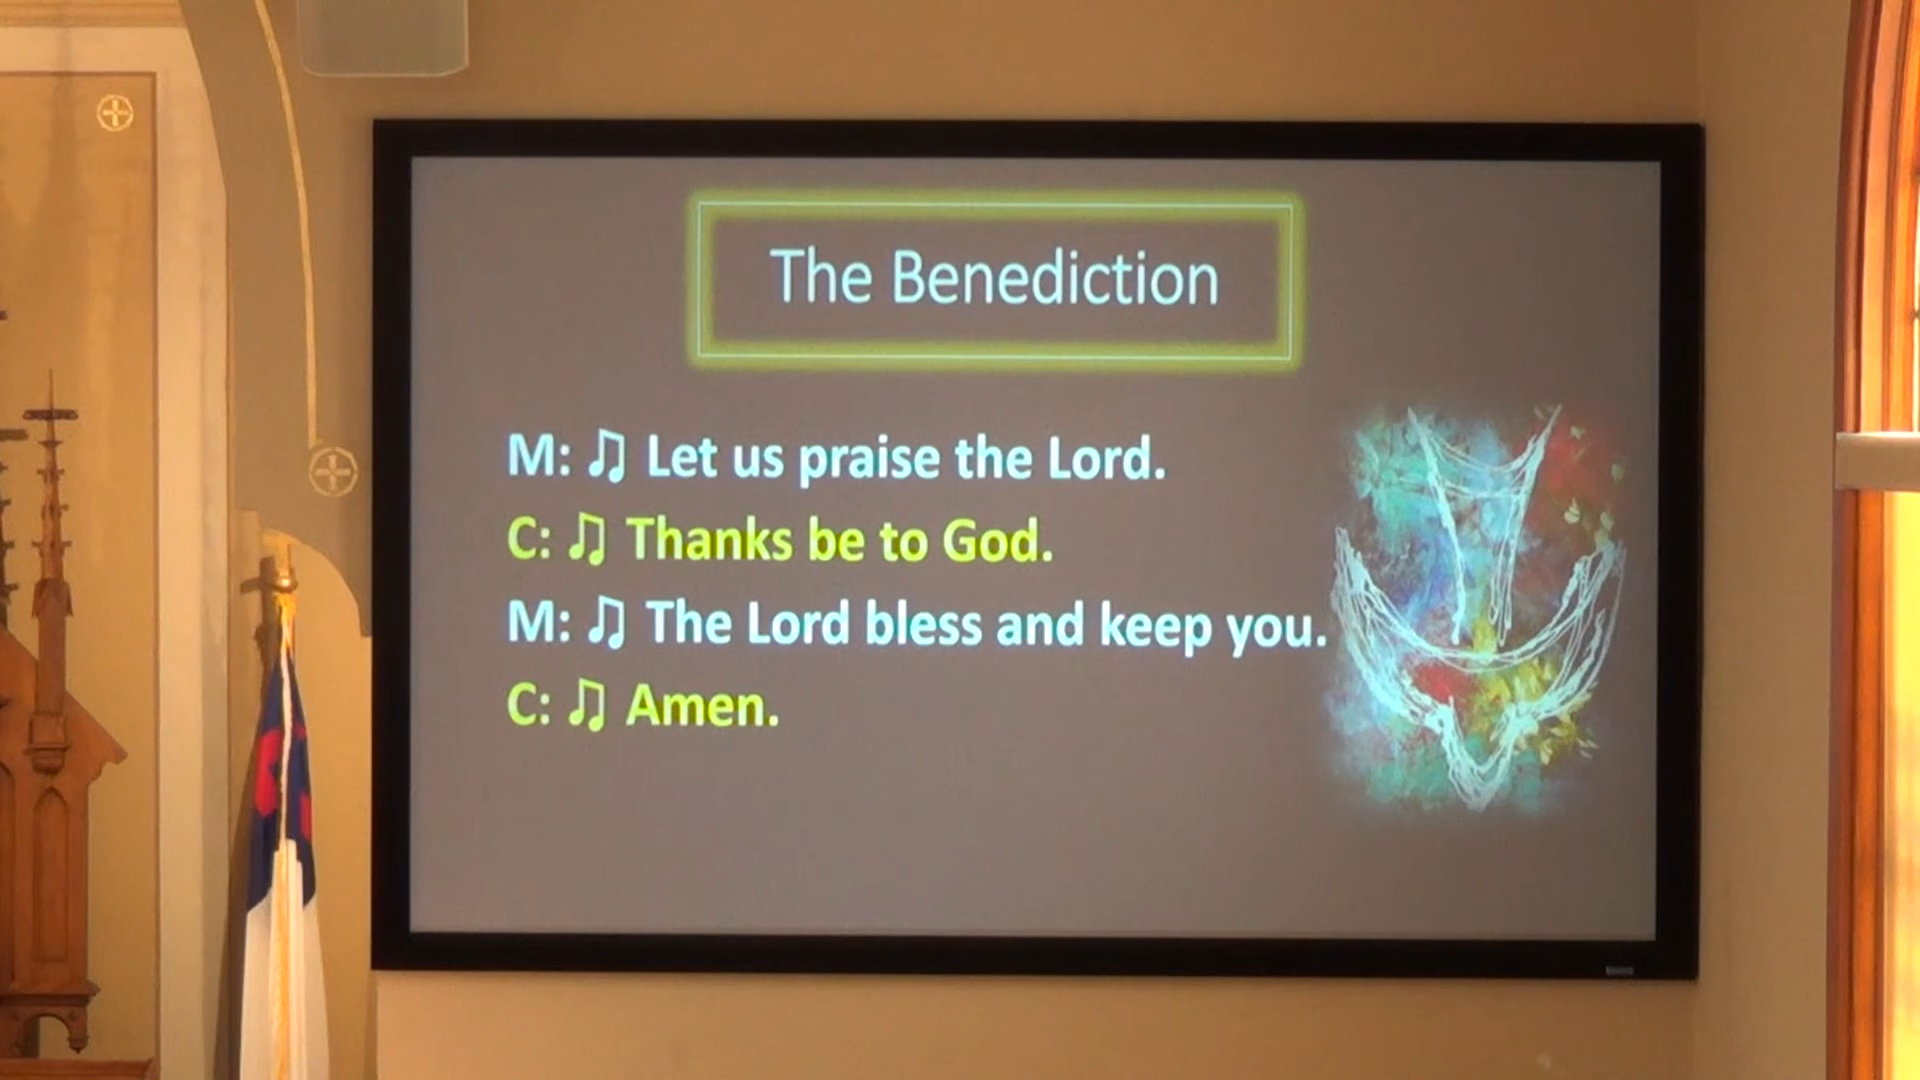 The Benediction
M: ♫ Let us praise the Lord.
C: ♫ Thanks be to God.
M: ♫ The Lord bless and keep you.
C: ♫ Amen.